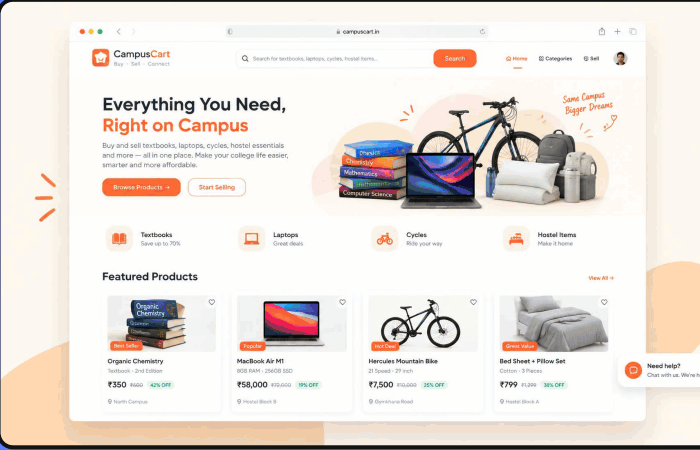 campuscart.in
CampusCart
Buy · Sell · Connect
Search for textbooks, laptops, cycles, hostel items...
Search
Home
Categories
Sell
Everything You Need,
Right on Campus
Buy and sell textbooks, laptops, cycles, hostel essentials
and more — all in one place. Make your college life easier,
smarter and more affordable.
Browse Products →
Start Selling
Same Campus
Bigger Dreams
Physics
Chemistry
Mathematics
Computer Science
Textbooks
Save up to 70%
Laptops
Great deals
Cycles
Ride your way
Hostel Items
Make it home
Featured Products
View All →
Organic
Chemistry
Best Seller
Popular
Hot Deal
Great Value
Organic Chemistry
Textbook · 2nd Edition
₹350 ₹600 42% OFF
North Campus
MacBook Air M1
8GB RAM · 256GB SSD
₹58,000 ₹72,000 19% OFF
Hostel Block B
Hercules Mountain Bike
21 Speed · 29 inch
₹7,500 ₹10,000 25% OFF
Road
Bed Sheet + Pillow Set
Cotton · 3 Pieces
₹799 ₹1,299 38% OFF
Hostel Block A
Need help?
Chat with us. We're h